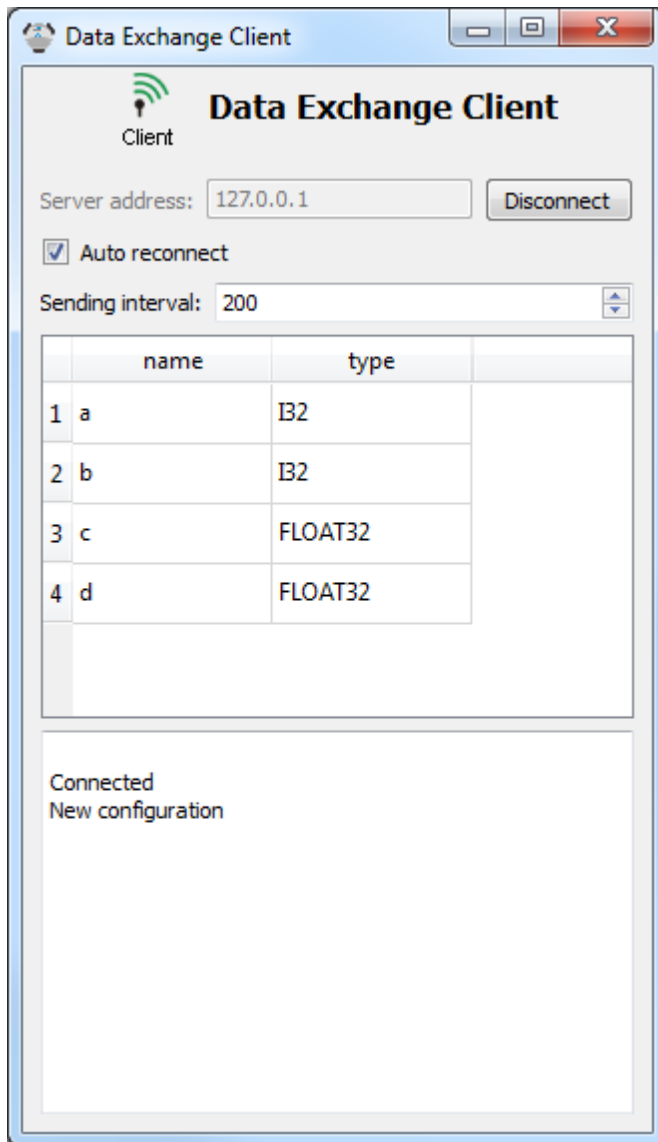 Data Exchange Client
Data Exchange Client
Client
Server address: 127.0.0.1 Disconnect
Auto reconnect
Sending interval: 200
name type
1 a I32
2 b I32
3 c FLOAT32
4 d FLOAT32
Connected
New configuration